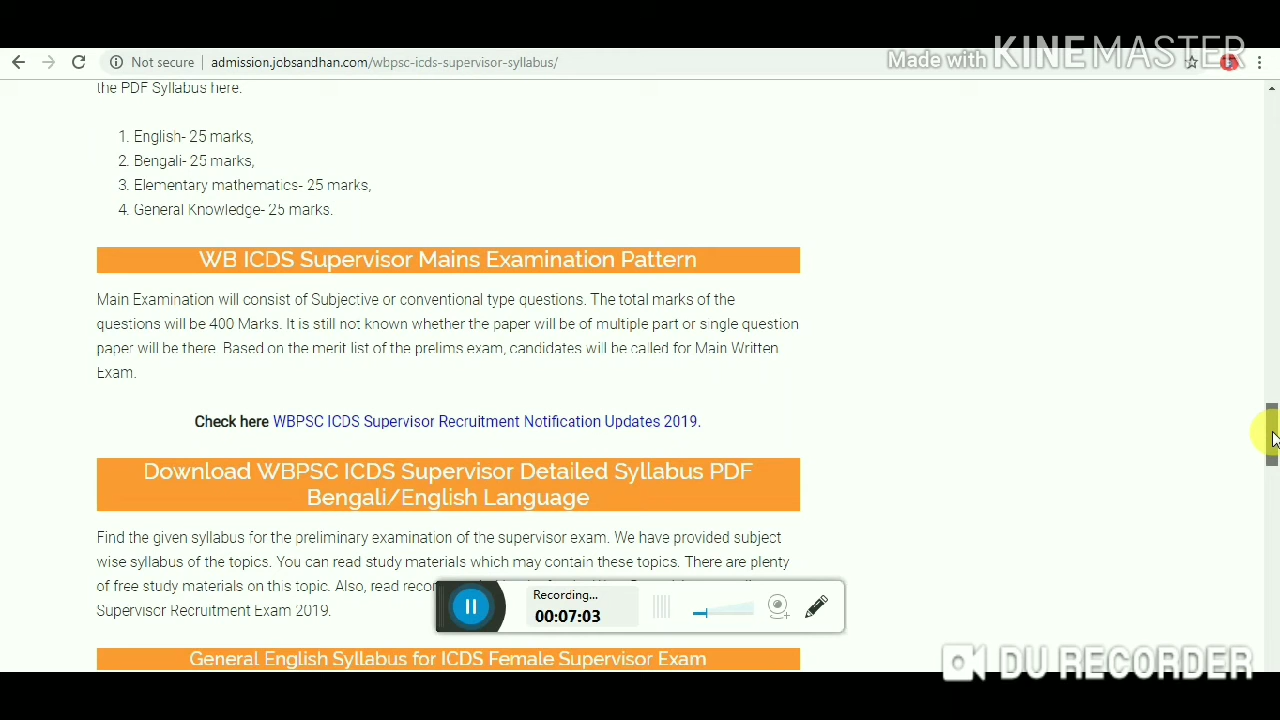 Made with KINEMASTER
Not secure | admission.jcbsandhan.com/wbpsc-icds-supervisor-syllabus/
the PDF Syllabus here.
1. English- 25 marks,
2. Bengali- 25 marks,
3. Elementary mathematics- 25 marks,
4. General Knowledge- 25 marks.
WB ICDS Supervisor Mains Examination Pattern
Main Examination will consist of Subjective or conventional type questions. The total marks of the
questions will be 400 Marks. It is still not known whether the paper will be of multiple part or single question
paper will be there. Based on the merit list of the prelims exam, candidates will be called for Main Written
Exam.
Check here WBPSC ICDS Supervisor Recruitment Notification Updates 2019.
Download WBPSC ICDS Supervisor Detailed Syllabus PDF
Bengali/English Language
Find the given syllabus for the preliminary examination of the supervisor exam. We have provided subject
wise syllabus of the topics. You can read study materials which may contain these topics. There are plenty
of free study materials on this topic. Also, read
Supervisor Recruitment Exam 2019.
Recording...
00:07:03
General English Syllabus for ICDS Female Supervisor Exam
DU RECORDER